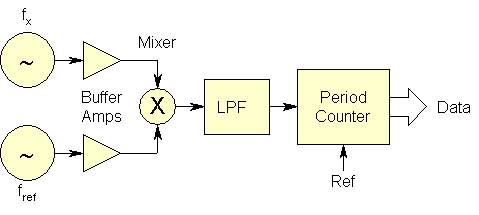 fx
~
Mixer
Buffer
Amps
X
LPF
Period
Counter
Data
~
fref
Ref